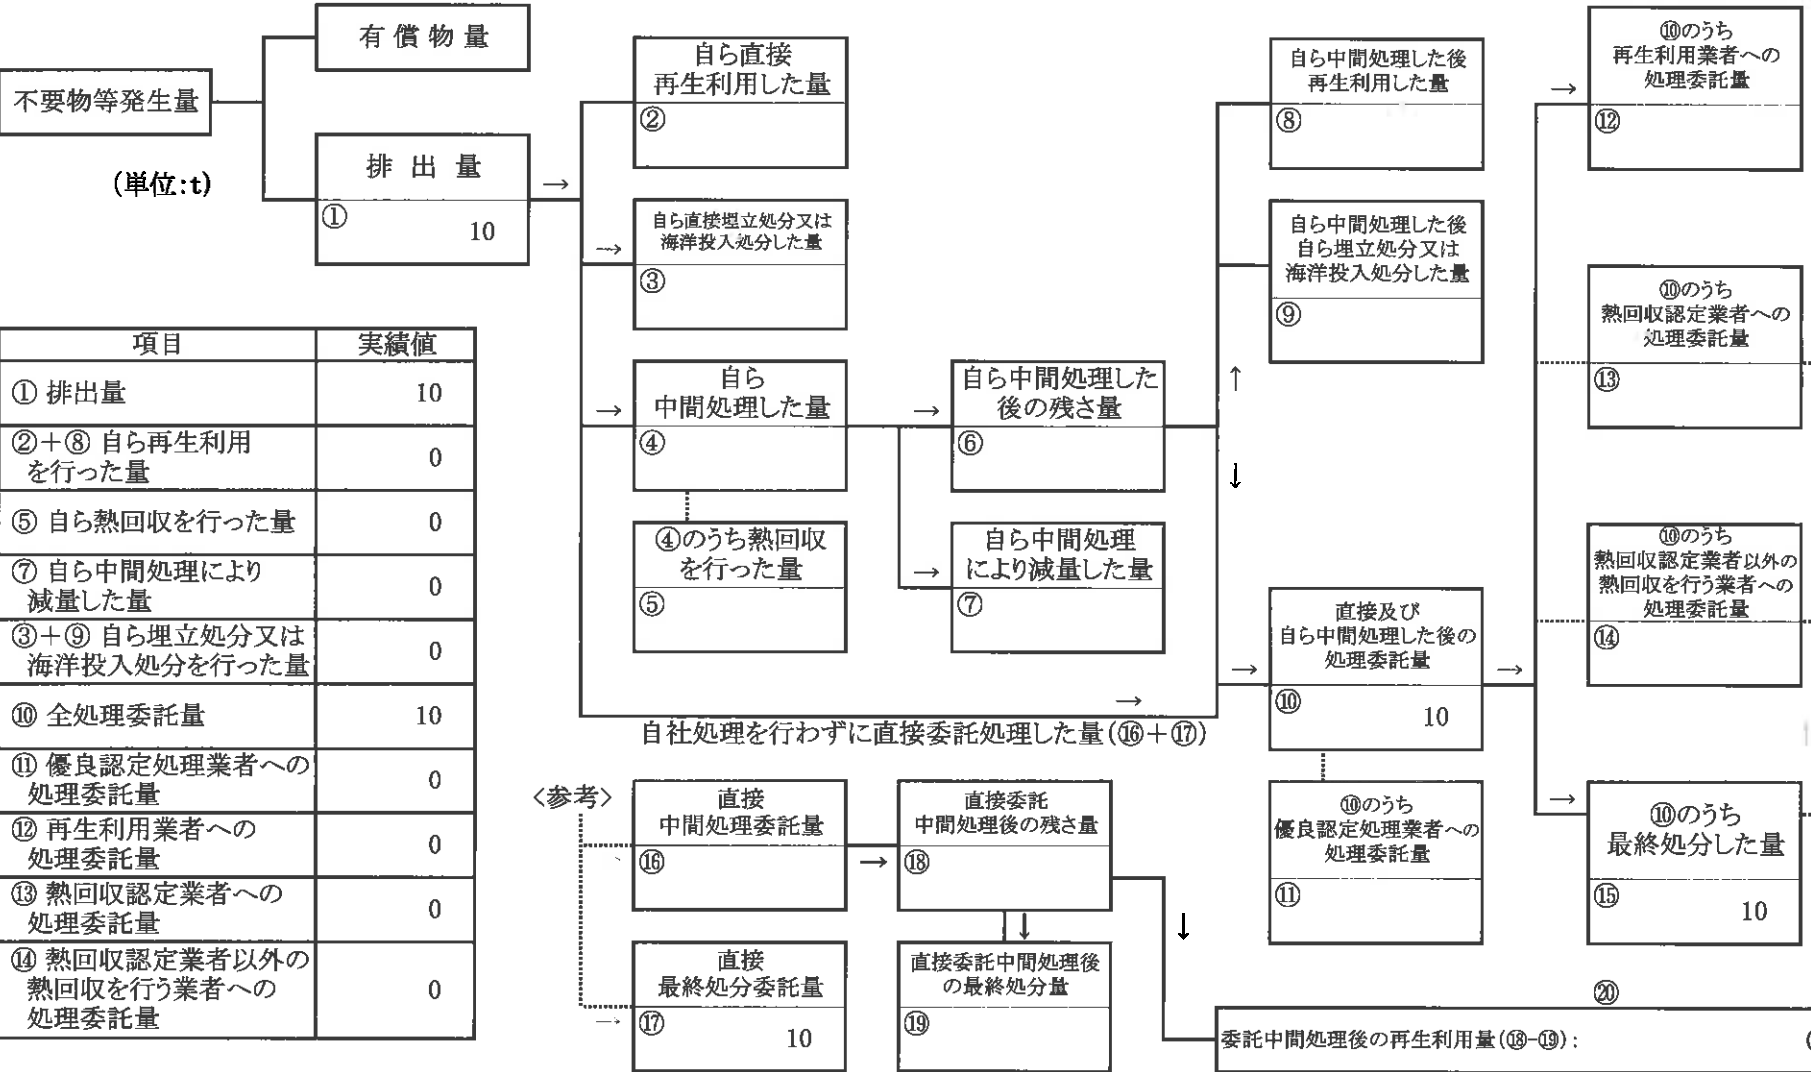 有償物量
不要物等発生量
(単位:t)
排出量
①
10
自ら直接
再生利用した量
②
→
自ら直接埋立処分又は
海洋投入処分した量
→
③
自ら
中間処理した量
→
④
④のうち熱回収
を行った量
⑤
自ら中間処理した
後の残さ量
→
⑥
自ら中間処理
により減量した量
→
⑦
→
自社処理を行わずに直接委託処理した量(⑯+⑰)
自ら中間処理した後
再生利用した量
⑧
自ら中間処理した後
自ら埋立処分又は
海洋投入処分した量
⑨
↑
↓
直接及び
自ら中間処理した後の
処理委託量
→
⑩
10
→
⑩のうち
優良認定処理業者への
処理委託量
⑪
⑩のうち
再生利用業者への
処理委託量
→
⑫
⑩のうち
熱回収認定業者への
処理委託量
⑬
⑩のうち
熱回収認定業者以外の
熱回収を行う業者への
処理委託量
⑭
⑩のうち
最終処分した量
→
⑮
10
項目 実績値
① 排出量 10
②+⑧ 自ら再生利用
を行った量 0
⑤ 自ら熱回収を行った量 0
⑦ 自ら中間処理により
減量した量 0
③+⑨ 自ら埋立処分又は
海洋投入処分を行った量 0
⑩ 全処理委託量 10
⑪ 優良認定処理業者への
処理委託量 0
⑫ 再生利用業者への
処理委託量 0
⑬ 熱回収認定業者への
処理委託量 0
⑭ 熱回収認定業者以外の
熱回収を行う業者への
処理委託量 0
<参考>
直接
中間処理委託量
⑯
→
直接委託
中間処理後の残さ量
⑱
↓
↓
直接
最終処分委託量
→
⑰
10
直接委託中間処理後
の最終処分量
⑲
⑳
委託中間処理後の再生利用量(⑱-⑲):
(